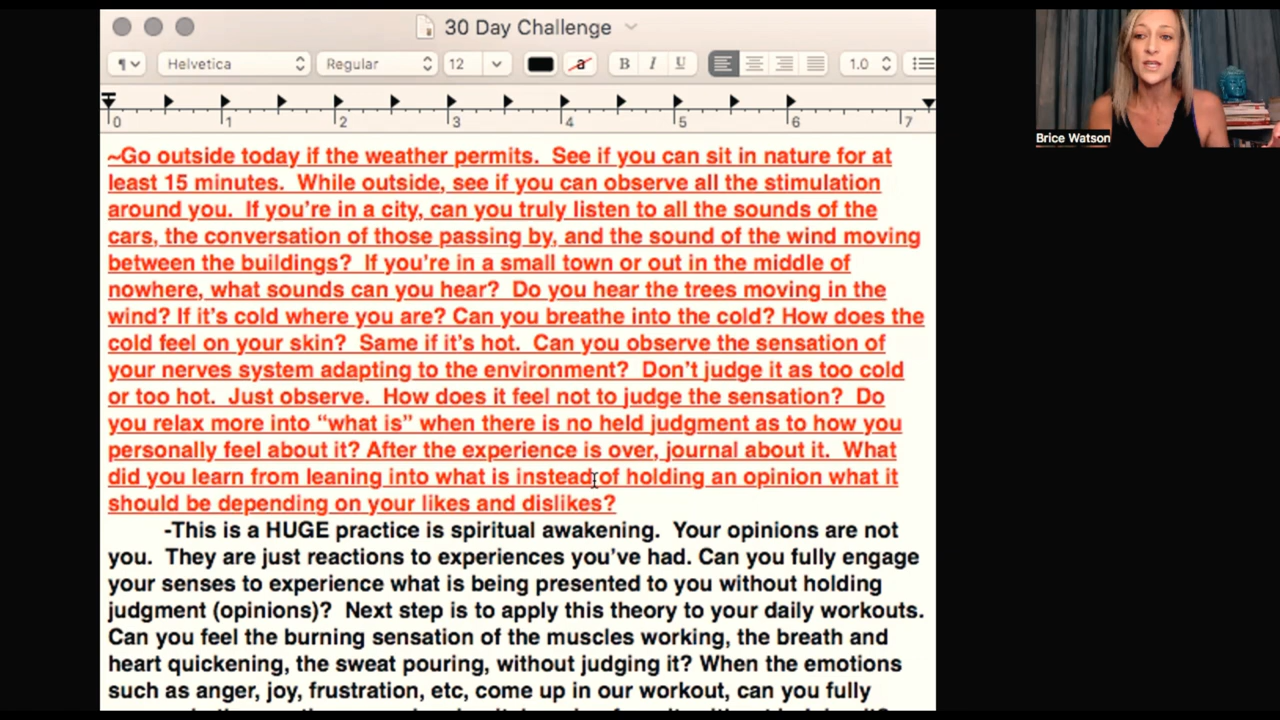 30 Day Challenge
¶ Helvetica Regular 12 a B I U 1.0
0 1 2 3 4 5 6 7
Brice Watson
~Go outside today if the weather permits.  See if you can sit in nature for at
least 15 minutes.  While outside, see if you can observe all the stimulation
around you.  If you’re in a city, can you truly listen to all the sounds of the
cars, the conversation of those passing by, and the sound of the wind moving
between the buildings?  If you’re in a small town or out in the middle of
nowhere, what sounds can you hear?  Do you hear the trees moving in the
wind? If it’s cold where you are? Can you breathe into the cold? How does the
cold feel on your skin?  Same if it’s hot.  Can you observe the sensation of
your nerves system adapting to the environment?  Don’t judge it as too cold
or too hot.  Just observe.  How does it feel not to judge the sensation?  Do
you relax more into “what is” when there is no held judgment as to how you
personally feel about it? After the experience is over, journal about it.  What
did you learn from leaning into what is instead of holding an opinion what it
should be depending on your likes and dislikes?
-This is a HUGE practice is spiritual awakening.  Your opinions are not
you.  They are just reactions to experiences you’ve had. Can you fully engage
your senses to experience what is being presented to you without holding
judgment (opinions)?  Next step is to apply this theory to your daily workouts.
Can you feel the burning sensation of the muscles working, the breath and
heart quickening, the sweat pouring, without judging it? When the emotions
such as anger, joy, frustration, etc, come up in our workout, can you fully